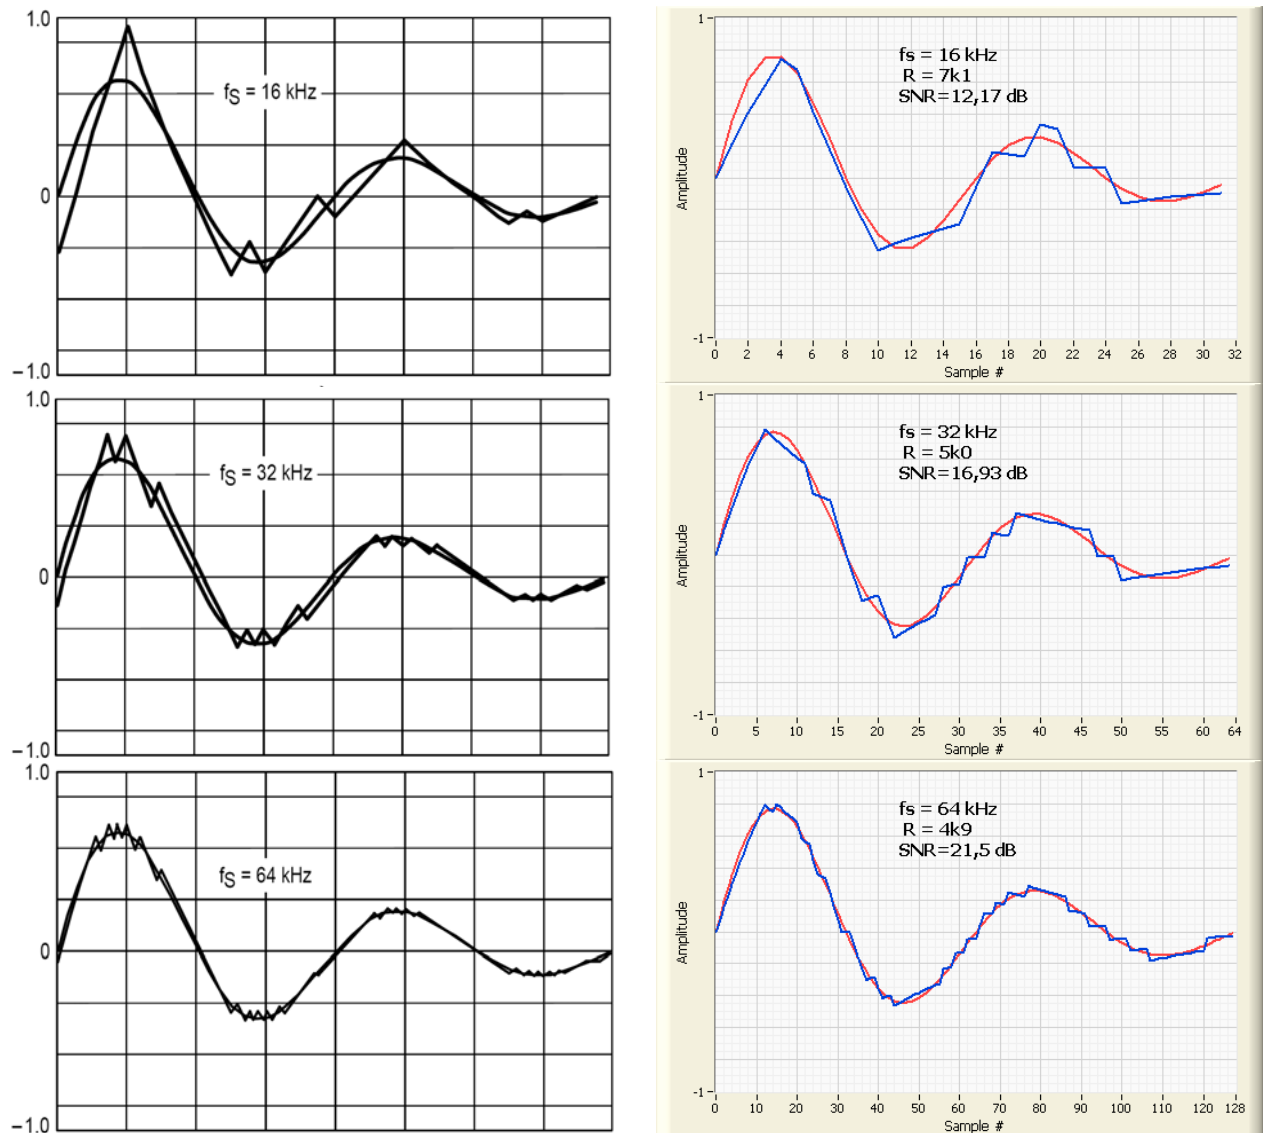 1.0
fS = 16 kHz
0
−1.0
1.0
fS = 32 kHz
0
−1.0
1.0
fS = 64 kHz
0
−1.0
1
fs = 16 kHz
R = 7k1
SNR=12,17 dB
Amplitude
-1
0 2 4 6 8 10 12 14 16 18 20 22 24 26 28 30 32
Sample #
1
fs = 32 kHz
R = 5k0
SNR=16,93 dB
Amplitude
-1
0 5 10 15 20 25 30 35 40 45 50 55 60 64
Sample #
1
fs = 64 kHz
R = 4k9
SNR=21,5 dB
Amplitude
-1
0 10 20 30 40 50 60 70 80 90 100 110 120 128
Sample #